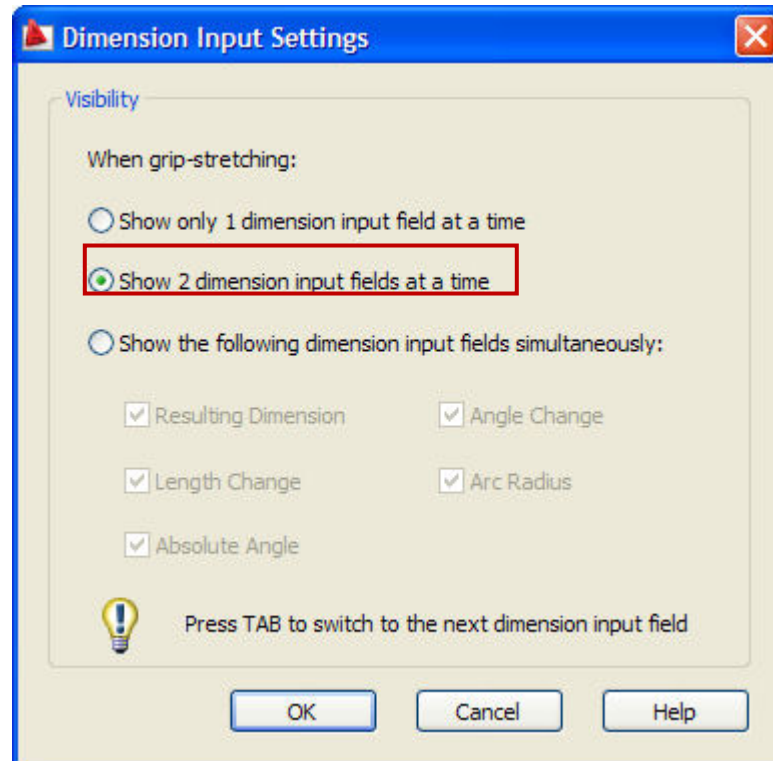 Dimension Input Settings
Visibility
When grip-stretching:
Show only 1 dimension input field at a time
Show 2 dimension input fields at a time
Show the following dimension input fields simultaneously:
Resulting Dimension
Angle Change
Length Change
Arc Radius
Absolute Angle
Press TAB to switch to the next dimension input field
OK
Cancel
Help